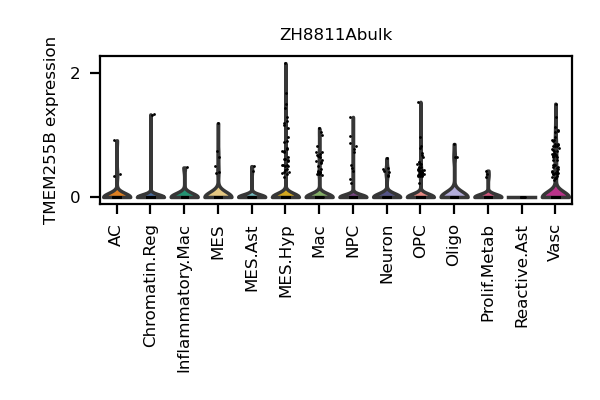 ZH8811Abulk
TMEM255B expression
2
0
AC
Chromatin.Reg
Inflammatory.Mac
MES
MES.Ast
MES.Hyp
Mac
NPC
Neuron
OPC
Oligo
Prolif.Metab
Reactive.Ast
Vasc